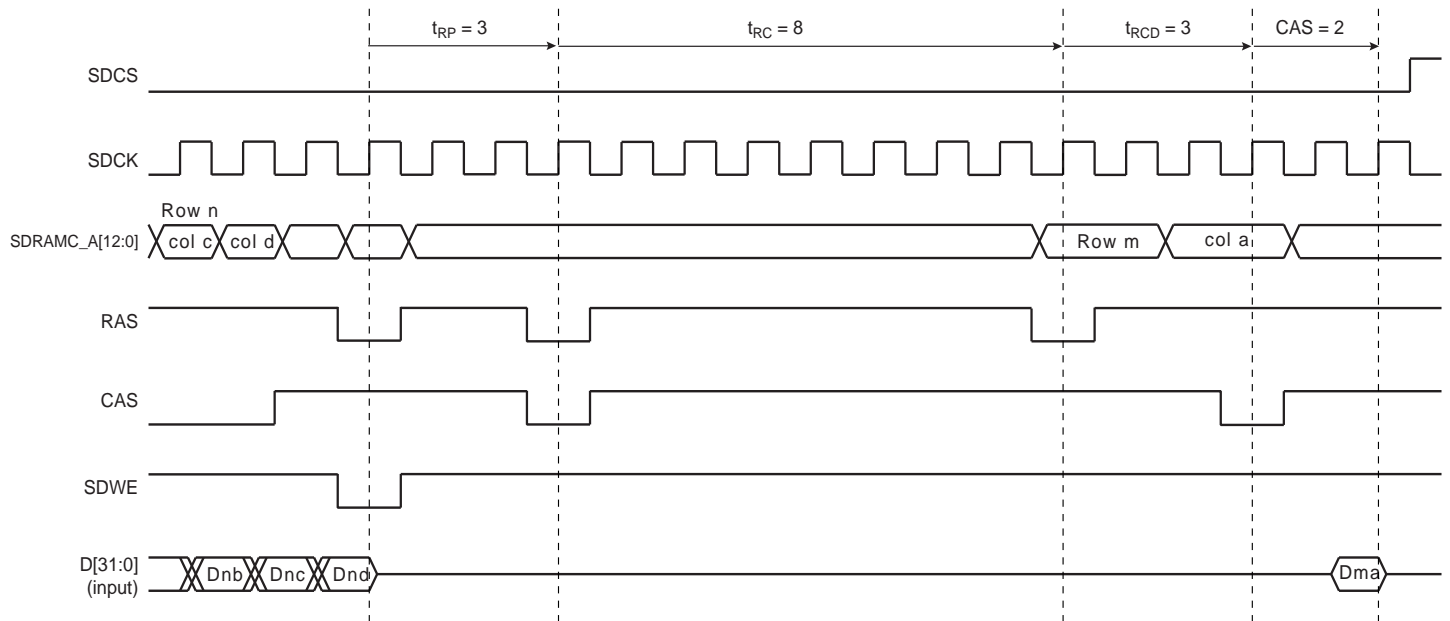 tRP = 3
tRC = 8
tRCD = 3
CAS = 2
SDCS
SDCK
Row n
SDRAMC_A[12:0]
col c
col d
Row m
col a
RAS
CAS
SDWE
D[31:0]
(input)
Dnb
Dnc
Dnd
Dma